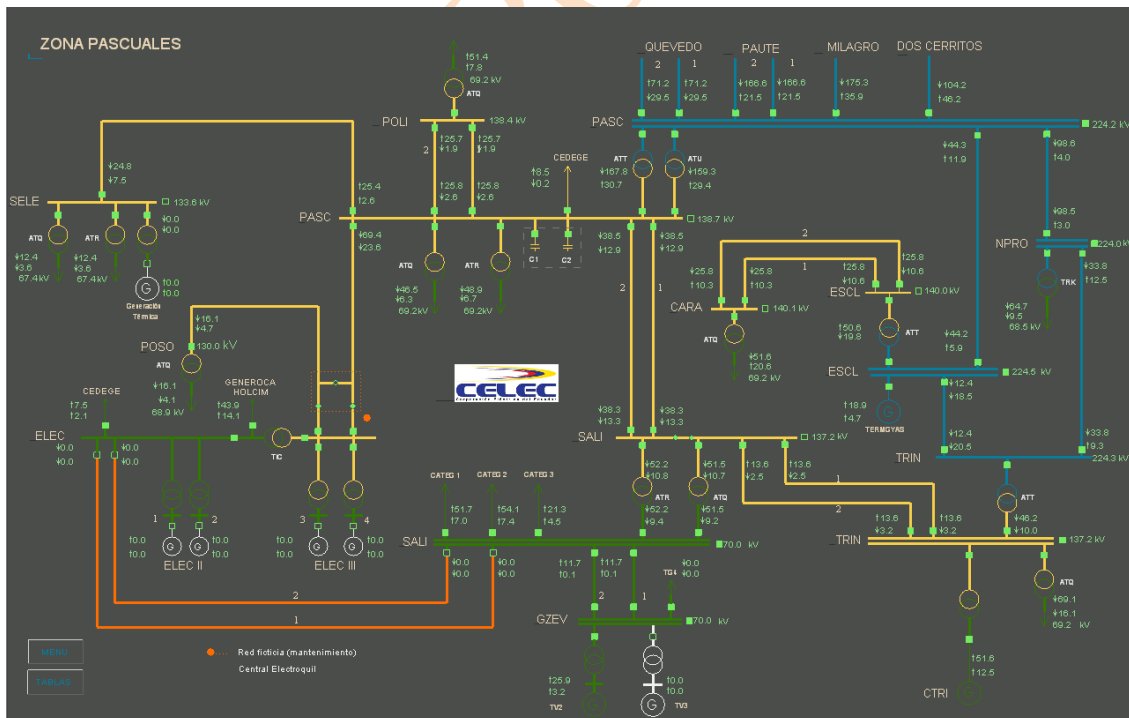 ZONA PASCUALES
QUEVEDO
PAUTE
MILAGRO
DOS CERRITOS
2
1
2
1
↑51.4
↑7.8
69.2 kV
ATQ
↑71.2
↓29.5
↑71.2
↓29.5
↓166.6
↑21.5
↓166.6
↑21.5
↓175.3
↑35.9
↓104.2
↑46.2
POLI
138.4 kV
PASC
224.2 kV
↑25.7
↓1.9
↑25.7
↓1.9
2
1
CEDEGE
ATT
ATU
↓167.8
↑30.7
↓159.3
↑29.4
↓44.3
↑11.9
↓98.6
↑4.0
↓24.8
↓7.5
↑25.4
↑2.6
↑25.8
↓2.6
↑25.8
↓2.6
↑8.5
↓0.2
SELE
133.6 kV
PASC
138.7 kV
↓0.0
↓0.0
ATQ
ATR
↓69.4
↓23.6
C1
C2
↓38.5
↓12.9
↓38.5
↓12.9
2
1
↓98.5
↑3.0
NPRO
224.0 kV
↓12.4
↓3.6
67.4kV
↓12.4
↓3.6
67.4kV
↑0.0
↑0.0
G
Generación
Térmica
ATQ
ATR
↓46.5
↓6.3
69.2kV
↓48.9
↓6.7
69.2kV
2
1
↓25.8
↑10.3
↓25.8
↑10.3
↑25.8
↓10.6
↑25.8
↓10.6
ESCL
140.0 kV
TRK
↓33.8
↑12.5
↓64.7
↓9.5
68.5 kV
CARA
140.1 kV
↓16.1
↓4.7
POSO
130.0 kV
ATQ
ATQ
↓51.6
↑20.6
69.2 kV
↑50.6
↓19.8
ATT
↓44.2
↑5.9
ESCL
224.5 kV
↓16.1
↓4.1
68.9 kV
CELEC
↓12.4
↑18.5
CEDEGE
GENEROCA
HOLCIM
↑7.5
↑2.1
↑43.9
↑14.1
G
↑18.9
↑4.7
TERMGYAS
↓38.3
↓13.3
↓38.3
↓13.3
↓12.4
↓20.5
↓33.8
↑9.3
ELEC
↓0.0
↓0.0
↓0.0
↓0.0
TIC
SALI
137.2 kV
TRIN
224.3 kV
CATEG 1
CATEG 2
CATEG 3
↓52.2
↓10.8
↓51.5
↓10.7
↑13.6
↓2.5
↑13.6
↓2.5
ATR
ATQ
1
2
ATT
↓46.2
↓10.0
↑51.7
↑7.0
↑54.1
↑7.4
↑21.3
↑4.5
↓52.2
↓9.4
↓51.5
↓9.2
↑13.6
↓3.2
↑13.6
↓3.2
1
2
3
4
G
G
G
G
↑0.0
↑0.0
↑0.0
↑0.0
↑0.0
↑0.0
ELEC II
ELEC III
SALI
70.0 kV
TRIN
137.2 kV
↓0.0
↓0.0
↓0.0
↓0.0
↑11.7
↑0.1
↑11.7
↑0.1
↓0.0
↓0.0
ATQ
↓69.1
↓16.1
69.2 kV
2
1
2
1
GZEV
70.0 kV
MENU
TABLAS
Red ficticia (mantenimiento)
Central Electroquil
↑25.9
↑3.2
G
TV2
↑0.0
↑0.0
G
TV3
↑51.6
↑12.5
CTRI
G